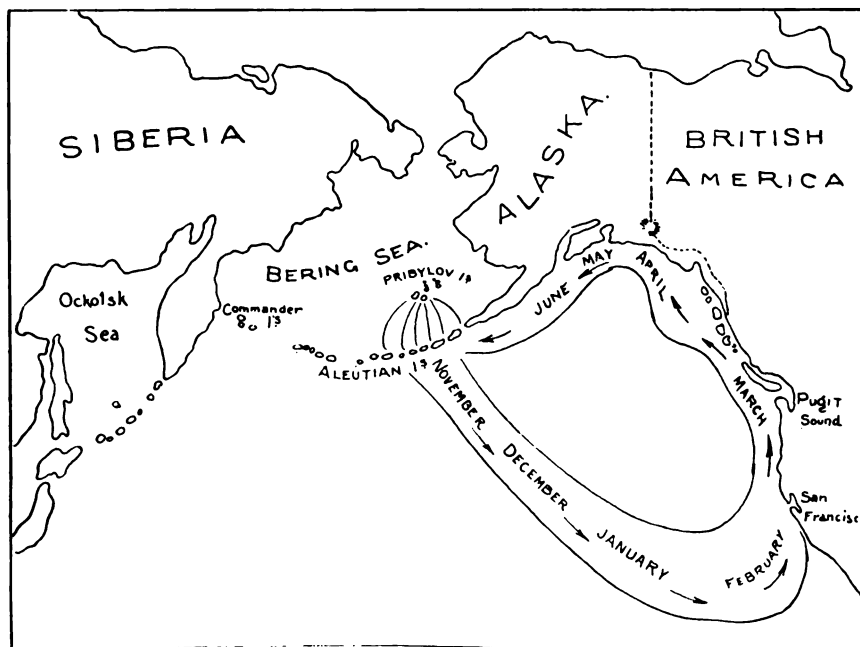 SIBERIA
ALASKA.
BRITISH
AMERICA
BERING SEA.
PRIBYLOV Is
Ockotsk
Sea
Commander
Is
ALEUTIAN Is
JUNE
MAY
APRIL
MARCH
Pugit
Sound
San
Francisc
NOVEMBER
DECEMBER
JANUARY
FEBRUARY